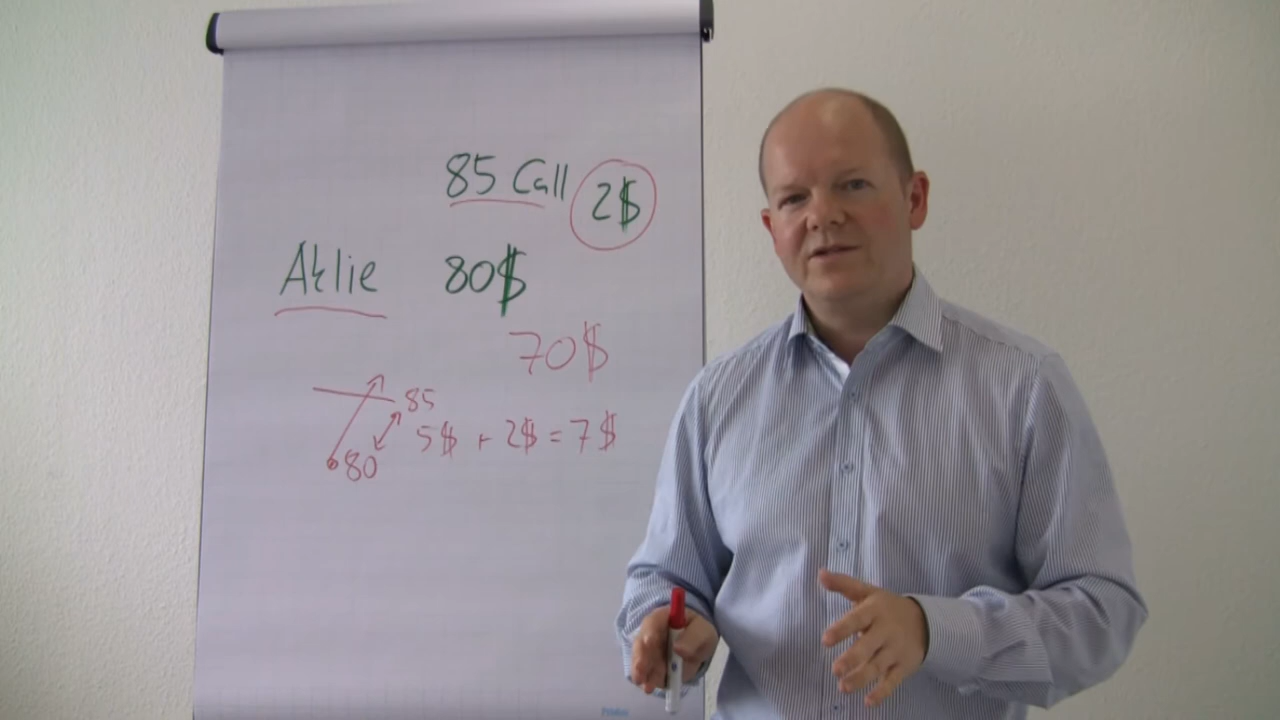 85 Call 2$
Aktie 80$
70$
85
5$ + 2$ = 7$
80